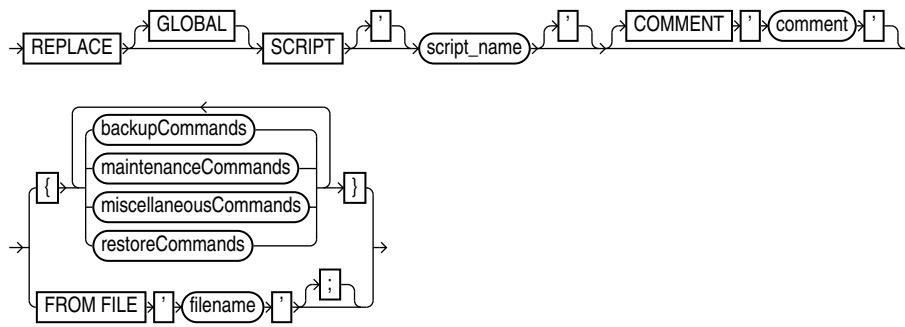 REPLACE GLOBAL SCRIPT ' script_name ' COMMENT ' comment '
{ backupCommands
maintenanceCommands
miscellaneousCommands
restoreCommands }
FROM FILE ' filename ' ;